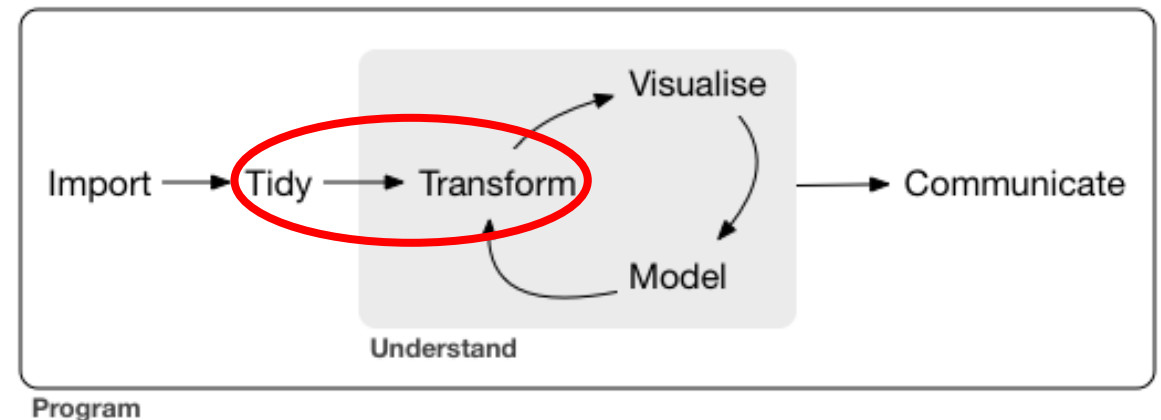 Visualise
Import Tidy Transform Communicate
Model
Understand
Program